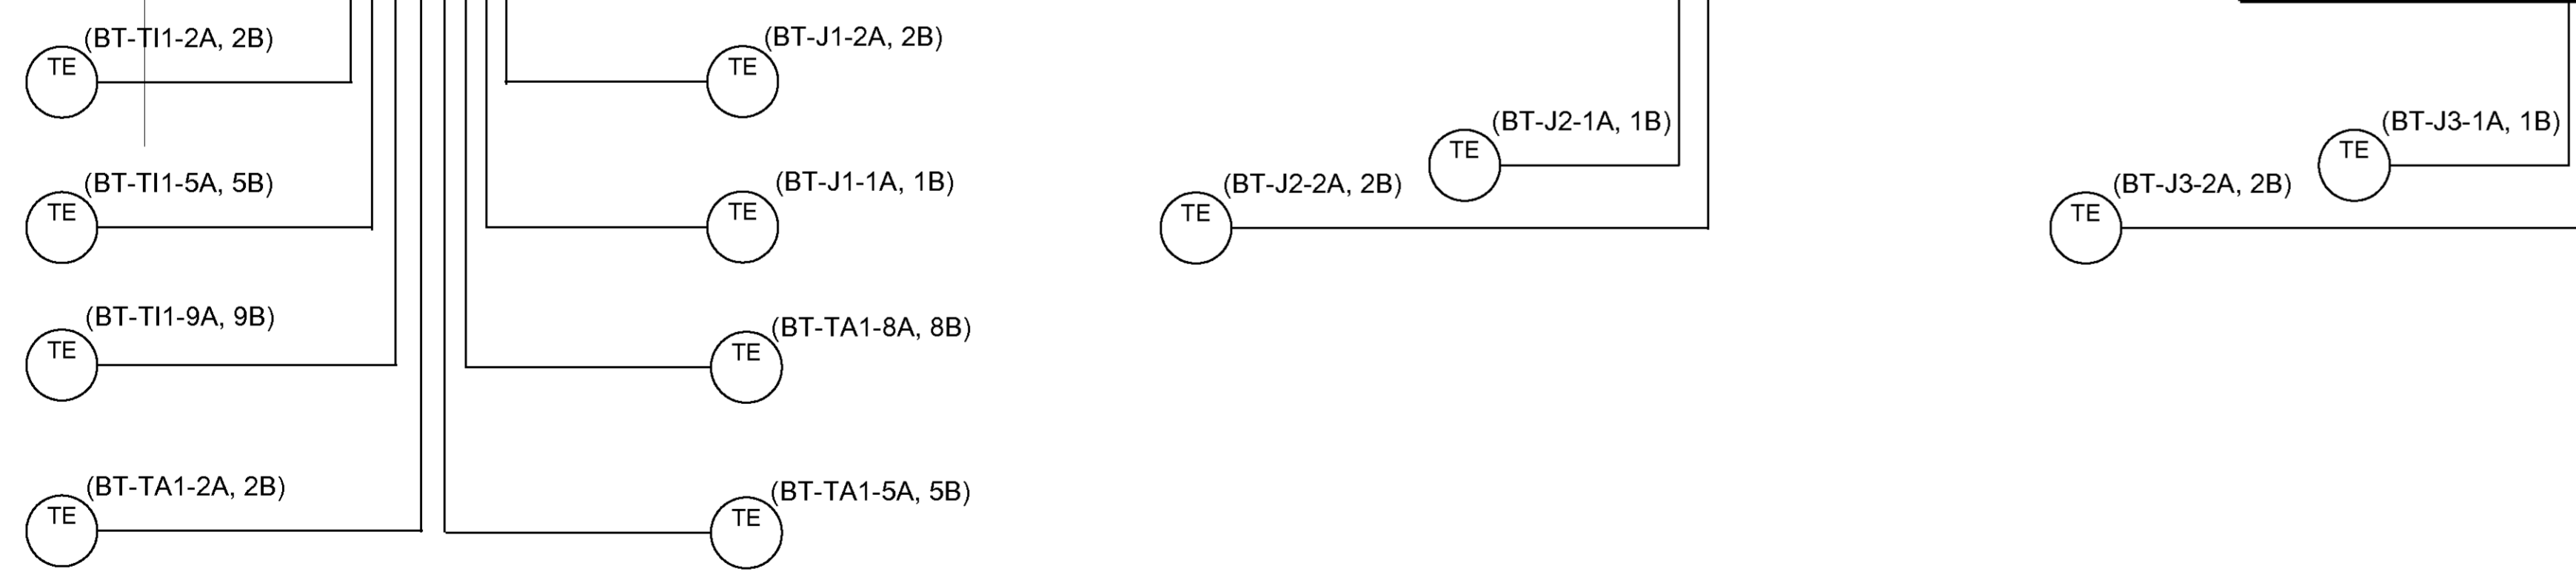 (BT-TI1-2A, 2B)
TE
(BT-J1-2A, 2B)
TE
(BT-J2-1A, 1B)
TE
(BT-J3-1A, 1B)
TE
(BT-TI1-5A, 5B)
TE
(BT-J1-1A, 1B)
TE
(BT-J2-2A, 2B)
TE
(BT-J3-2A, 2B)
TE
(BT-TI1-9A, 9B)
TE
(BT-TA1-8A, 8B)
TE
(BT-TA1-2A, 2B)
TE
(BT-TA1-5A, 5B)
TE